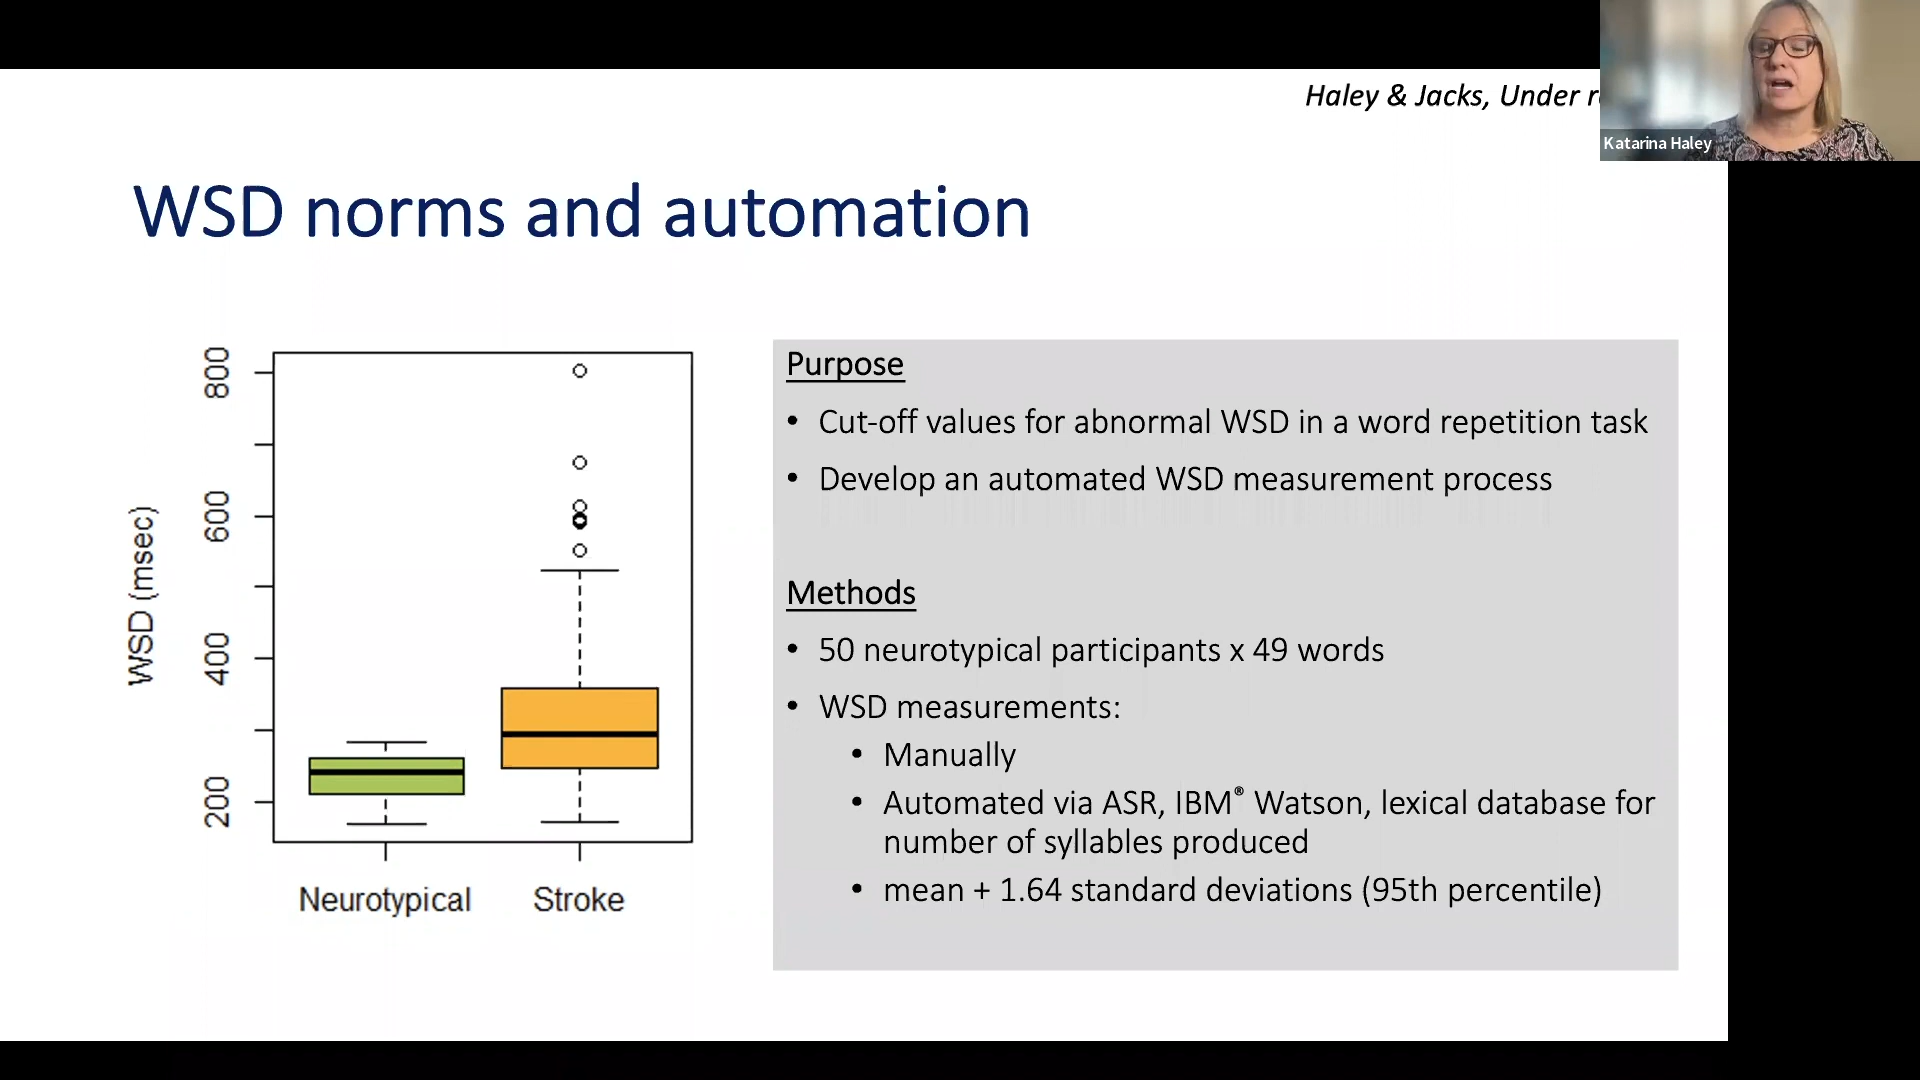 Haley & Jacks, Under
Katarina Haley
WSD norms and automation
WSD (msec)
800
600
400
200
Neurotypical
Stroke
Purpose
• Cut-off values for abnormal WSD in a word repetition task
• Develop an automated WSD measurement process
Methods
• 50 neurotypical participants x 49 words
• WSD measurements:
• Manually
• Automated via ASR, IBM® Watson, lexical database for
number of syllables produced
• mean + 1.64 standard deviations (95th percentile)